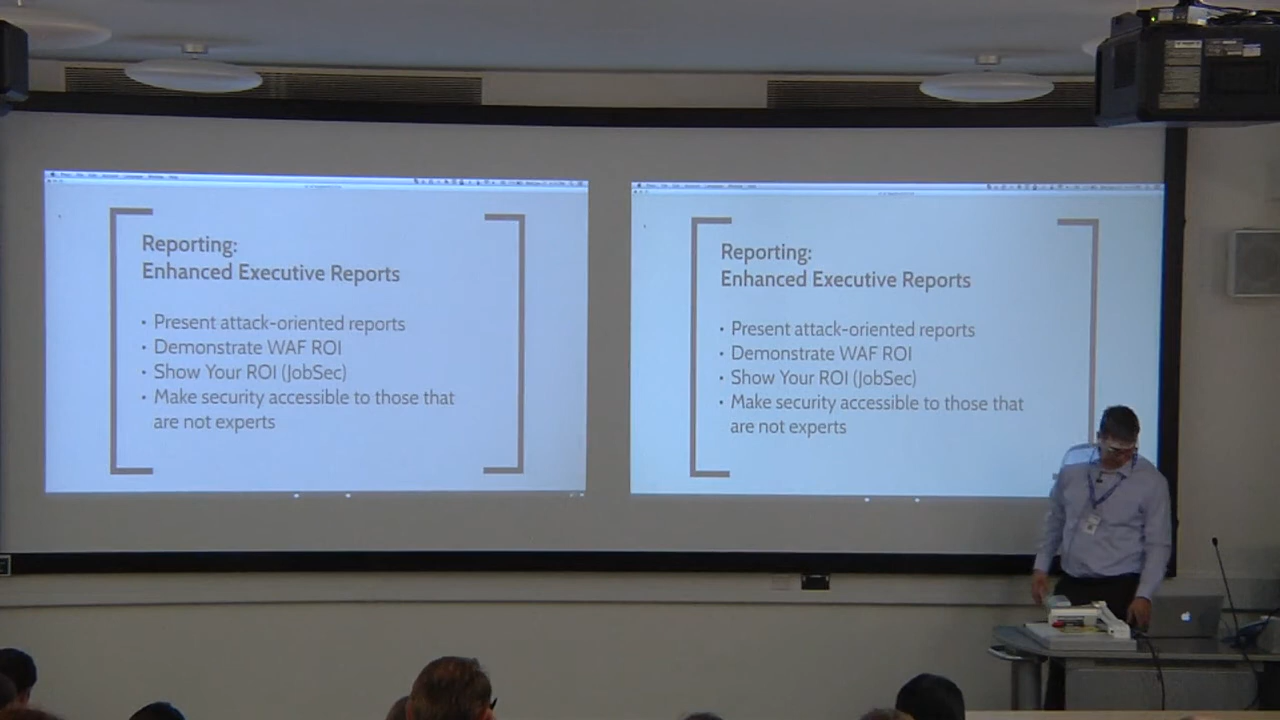 Reporting:
Enhanced Executive Reports
• Present attack-oriented reports
• Demonstrate WAF ROI
• Show Your ROI (JobSec)
• Make security accessible to those that
are not experts
Reporting:
Enhanced Executive Reports
• Present attack-oriented reports
• Demonstrate WAF ROI
• Show Your ROI (JobSec)
• Make security accessible to those that
are not experts